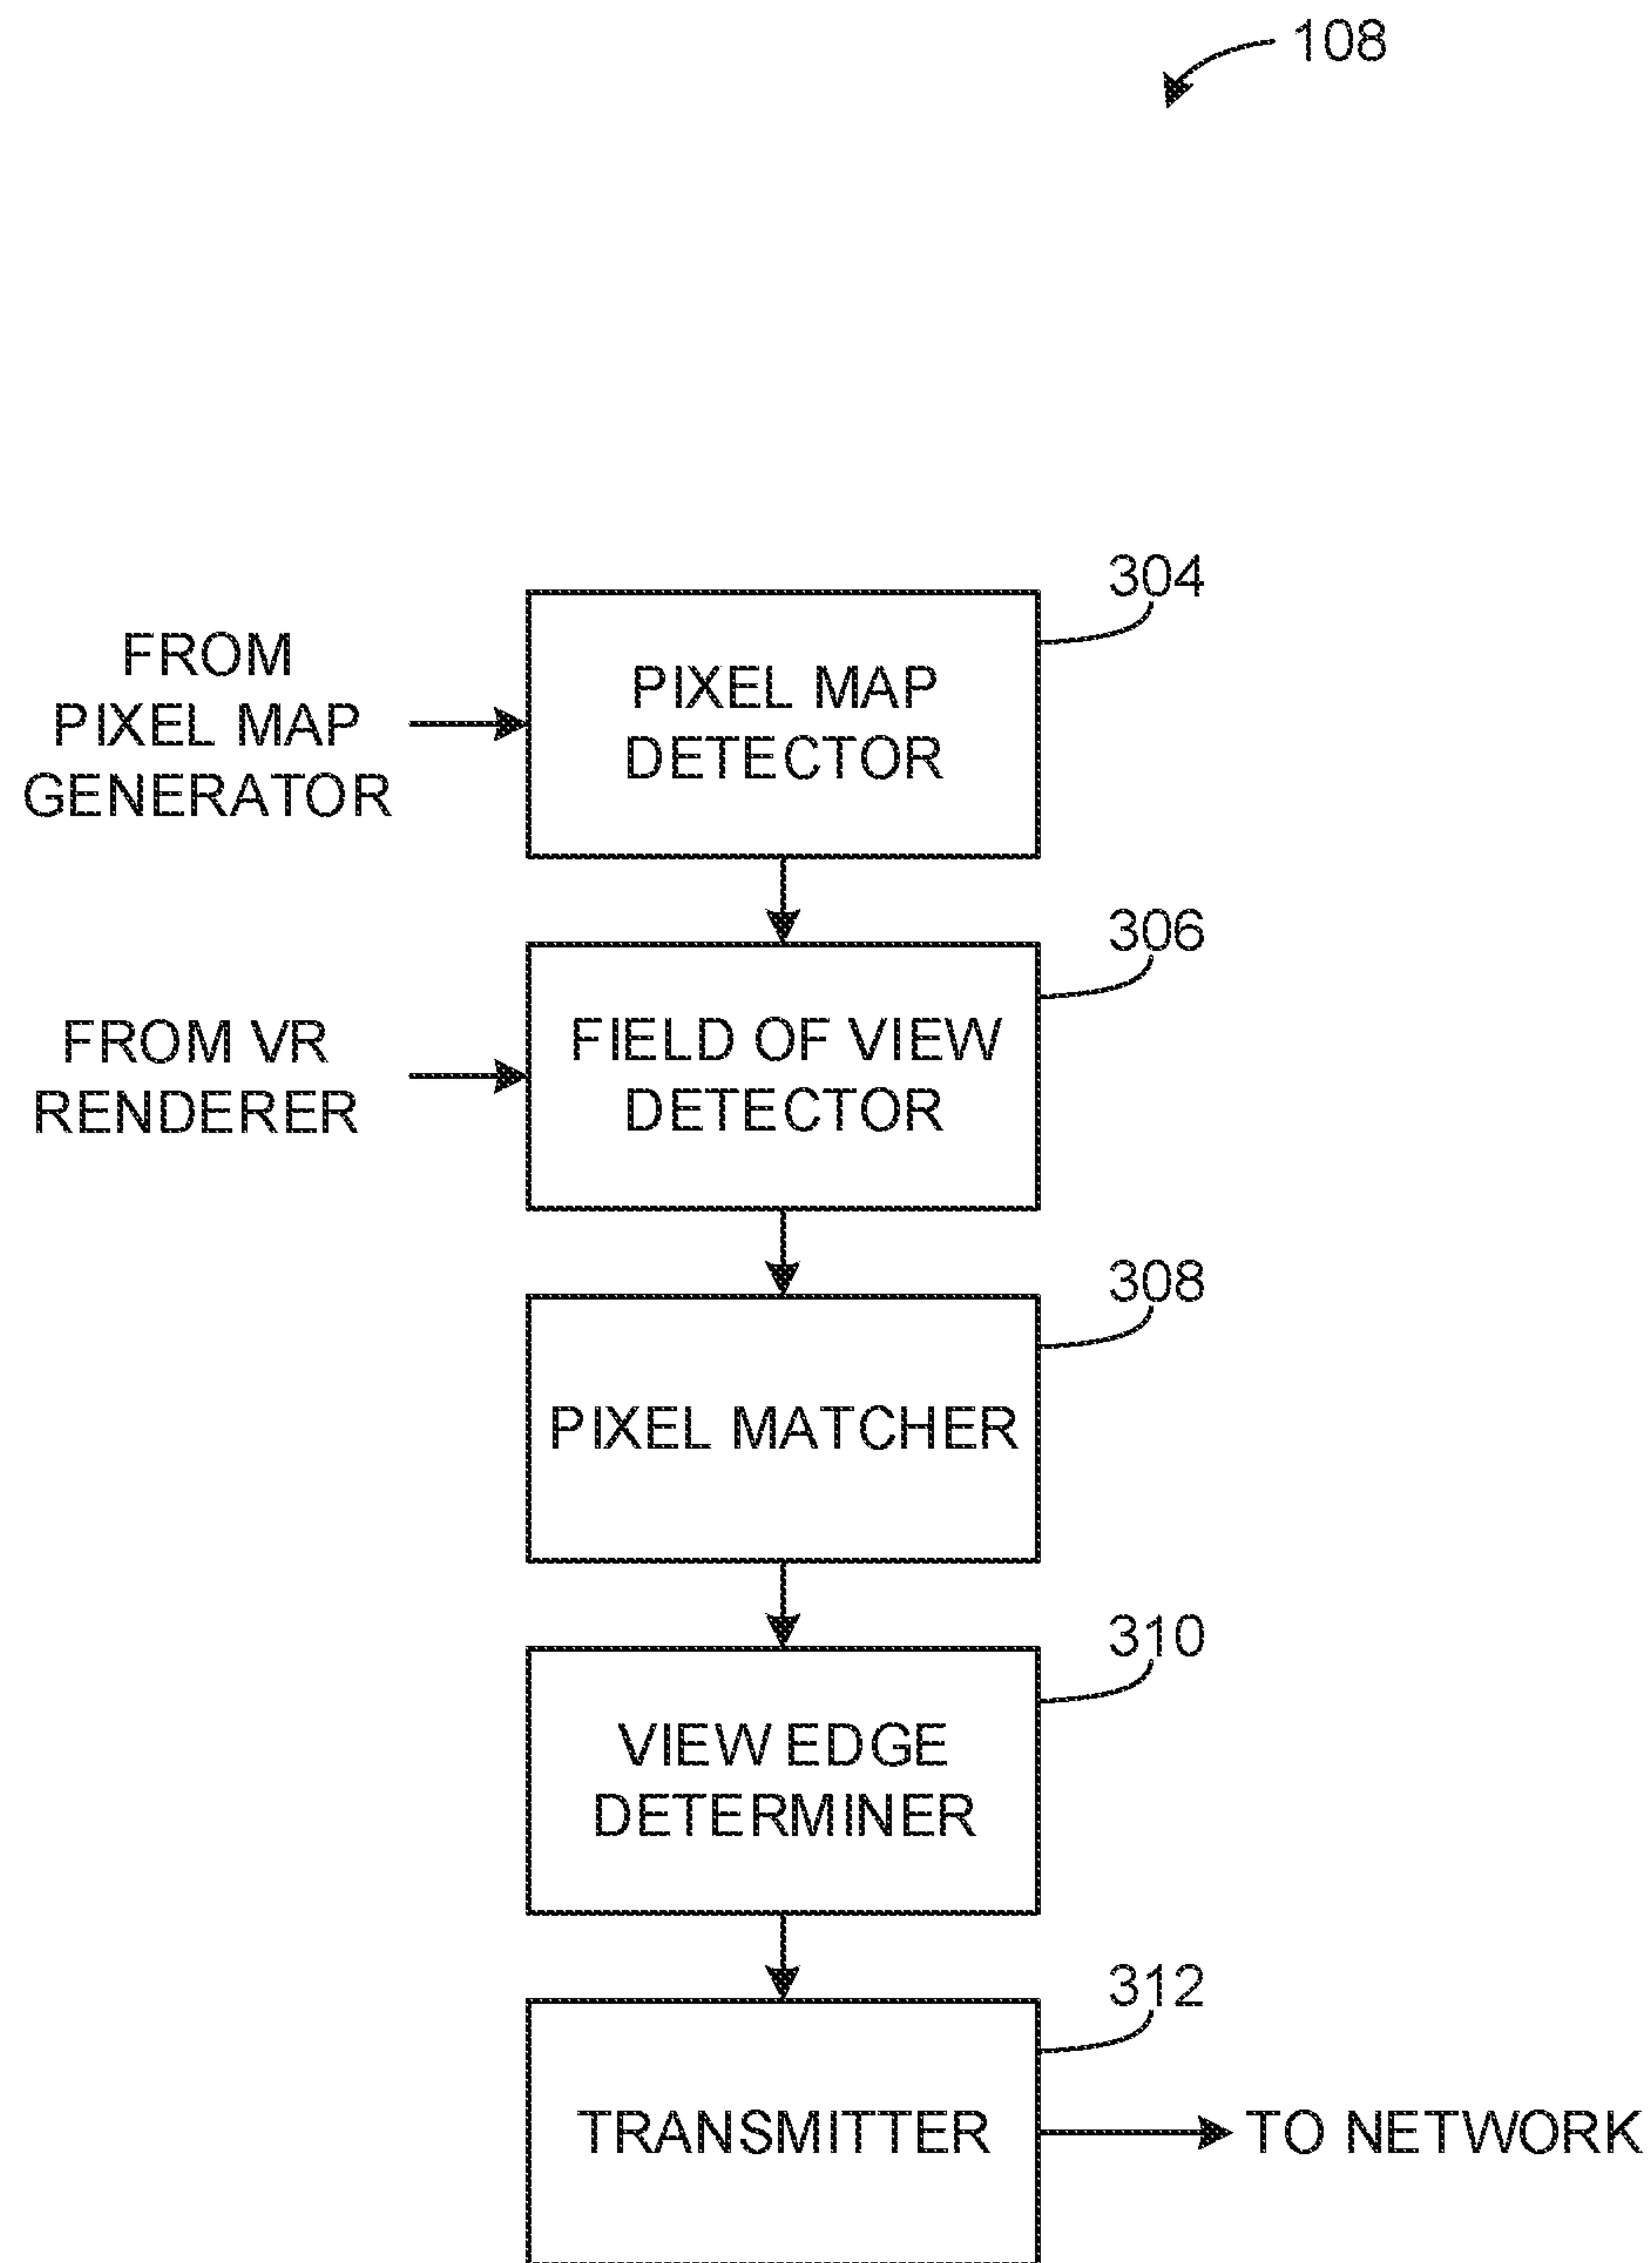 108
304
FROM
PIXEL MAP
GENERATOR
PIXEL MAP
DETECTOR
306
FROM VR
RENDERER
FIELD OF VIEW
DETECTOR
308
PIXEL MATCHER
310
VIEW EDGE
DETERMINER
312
TRANSMITTER
TO NETWORK